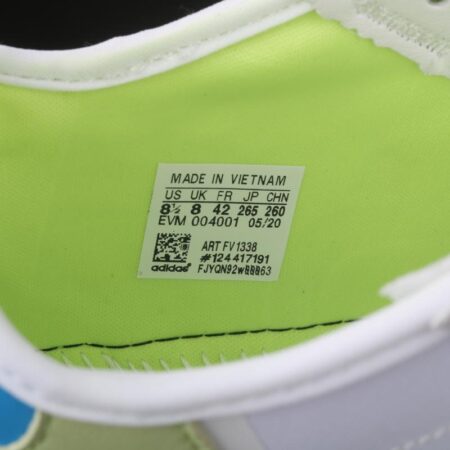 MADE IN VIETNAM
US UK FR JP CHN
8½ 8 42 265 260
EVM 004001 05/20
ART FV1338
#124417191
adidas